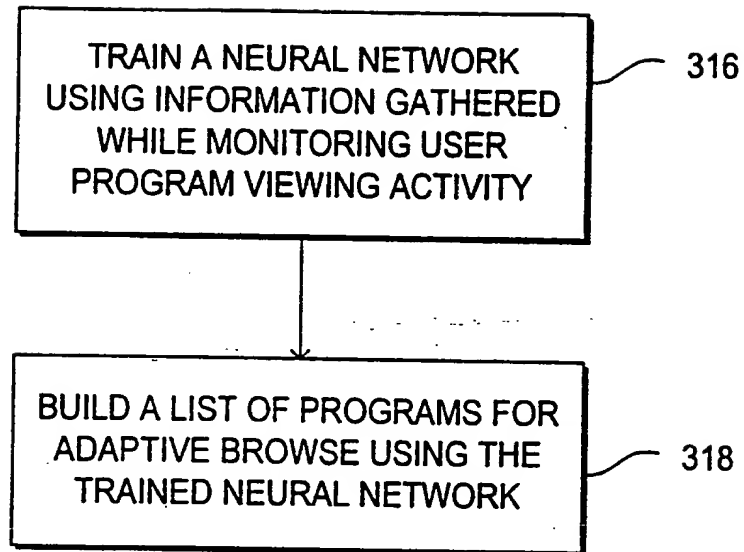 TRAIN A NEURAL NETWORK
USING INFORMATION GATHERED
WHILE MONITORING USER
PROGRAM VIEWING ACTIVITY
316
BUILD A LIST OF PROGRAMS FOR
ADAPTIVE BROWSE USING THE
TRAINED NEURAL NETWORK
318